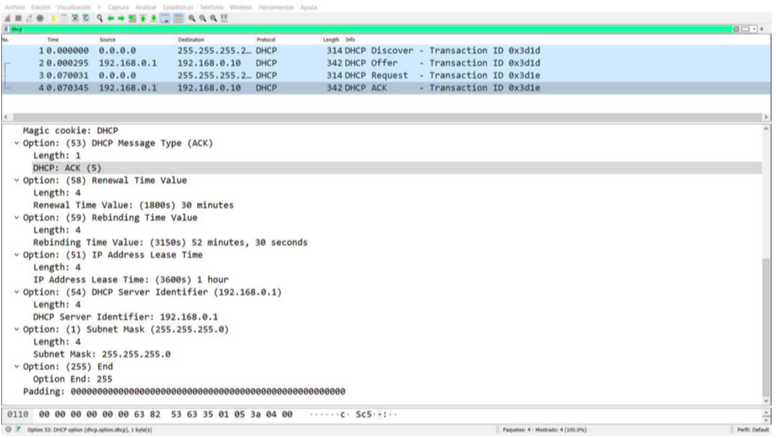 Archivo Edición Visualización Ir Captura Analizar Estadísticas Telefonía Wireless Herramientas Ayuda
dhcp
No. Time Source Destination Protocol Length Info
1 0.000000 0.0.0.0 255.255.255.2… DHCP 314 DHCP Discover - Transaction ID 0x3d1d
2 0.000295 192.168.0.1 192.168.0.10 DHCP 342 DHCP Offer - Transaction ID 0x3d1d
3 0.070031 0.0.0.0 255.255.255.2… DHCP 314 DHCP Request - Transaction ID 0x3d1e
4 0.070345 192.168.0.1 192.168.0.10 DHCP 342 DHCP ACK - Transaction ID 0x3d1e
Magic cookie: DHCP
Option: (53) DHCP Message Type (ACK)
Length: 1
DHCP: ACK (5)
Option: (58) Renewal Time Value
Length: 4
Renewal Time Value: (1800s) 30 minutes
Option: (59) Rebinding Time Value
Length: 4
Rebinding Time Value: (3150s) 52 minutes, 30 seconds
Option: (51) IP Address Lease Time
Length: 4
IP Address Lease Time: (3600s) 1 hour
Option: (54) DHCP Server Identifier (192.168.0.1)
Length: 4
DHCP Server Identifier: 192.168.0.1
Option: (1) Subnet Mask (255.255.255.0)
Length: 4
Subnet Mask: 255.255.255.0
Option: (255) End
Option End: 255
Padding: 0000000000000000000000000000000000000000000000000000
0110 00 00 00 00 00 00 63 82 53 63 35 01 05 3a 04 00 ······c· Sc5··:··
Option 53: DHCP option (dhcp.option.dhcp), 1 byte(s) Paquetes: 4 · Mostrado: 4 (100.0%) Perfil: Default